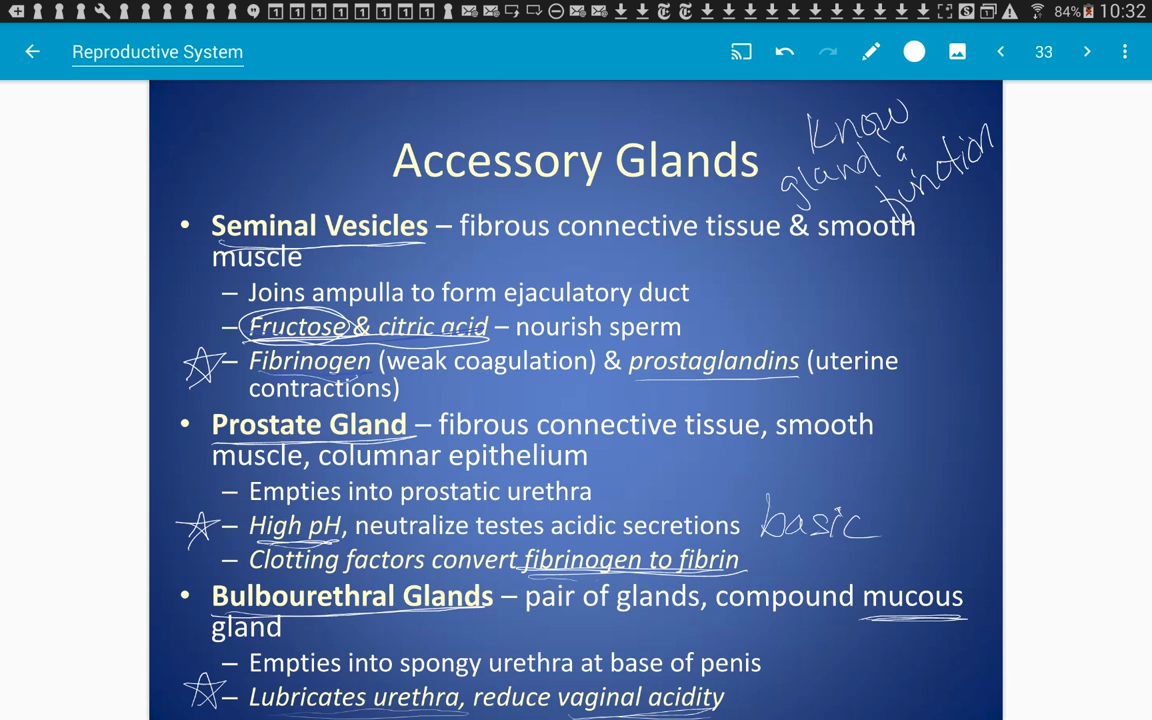 84% 10:32
Reproductive System
33
Know
gland a
function
Accessory Glands
• Seminal Vesicles – fibrous connective tissue & smooth
muscle
– Joins ampulla to form ejaculatory duct
– Fructose & citric acid – nourish sperm
– Fibrinogen (weak coagulation) & prostaglandins (uterine
contractions)
• Prostate Gland – fibrous connective tissue, smooth
muscle, columnar epithelium
– Empties into prostatic urethra
– High pH, neutralize testes acidic secretions basic
– Clotting factors convert fibrinogen to fibrin
• Bulbourethral Glands – pair of glands, compound mucous
gland
– Empties into spongy urethra at base of penis
– Lubricates urethra, reduce vaginal acidity